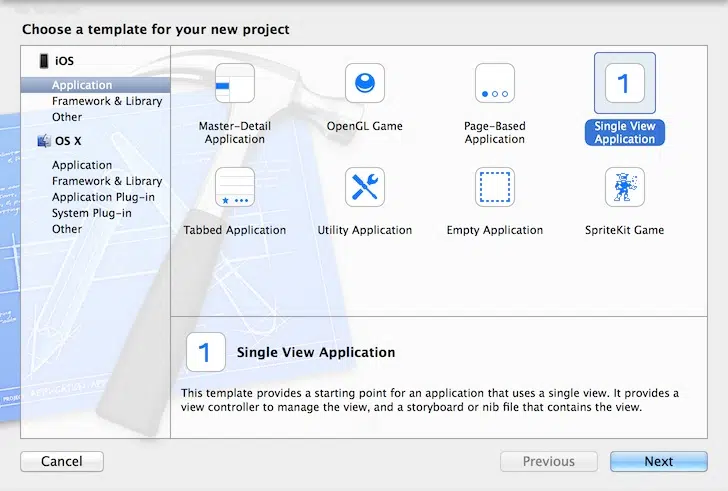 Choose a template for your new project
iOS
Application
Framework & Library
Other
OS X
Application
Framework & Library
Application Plug-in
System Plug-in
Other
Master-Detail
Application
OpenGL Game
Page-Based
Application
1
Single View
Application
Tabbed Application
Utility Application
Empty Application
SpriteKit Game
1
Single View Application
This template provides a starting point for an application that uses a single view. It provides a
view controller to manage the view, and a storyboard or nib file that contains the view.
Cancel
Previous
Next